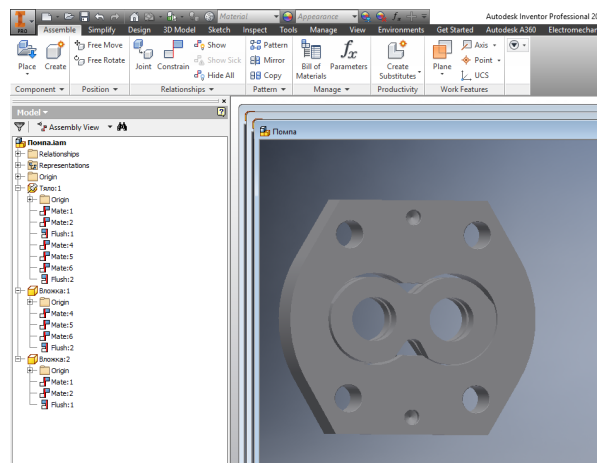 Material Appearance fx Autodesk Inventor Professional 20
PRO Assemble Simplify Design 3D Model Sketch Inspect Tools Manage View Environments Get Started Autodesk A360 Electromechan
Place Create Free Move Free Rotate Joint Constrain Show Show Sick Hide All Pattern Mirror Copy Bill of Materials fx Parameters Create Substitutes Plane Axis Point UCS
Component Position Relationships Pattern Manage Productivity Work Features
Model
Assembly View
Помпа.iam
Relationships
Representations
Origin
Тяло:1
Origin
Mate:1
Mate:2
Flush:1
Mate:4
Mate:5
Mate:6
Flush:2
Вложка:1
Origin
Mate:4
Mate:5
Mate:6
Flush:2
Вложка:2
Origin
Mate:1
Mate:2
Flush:1
Помпа